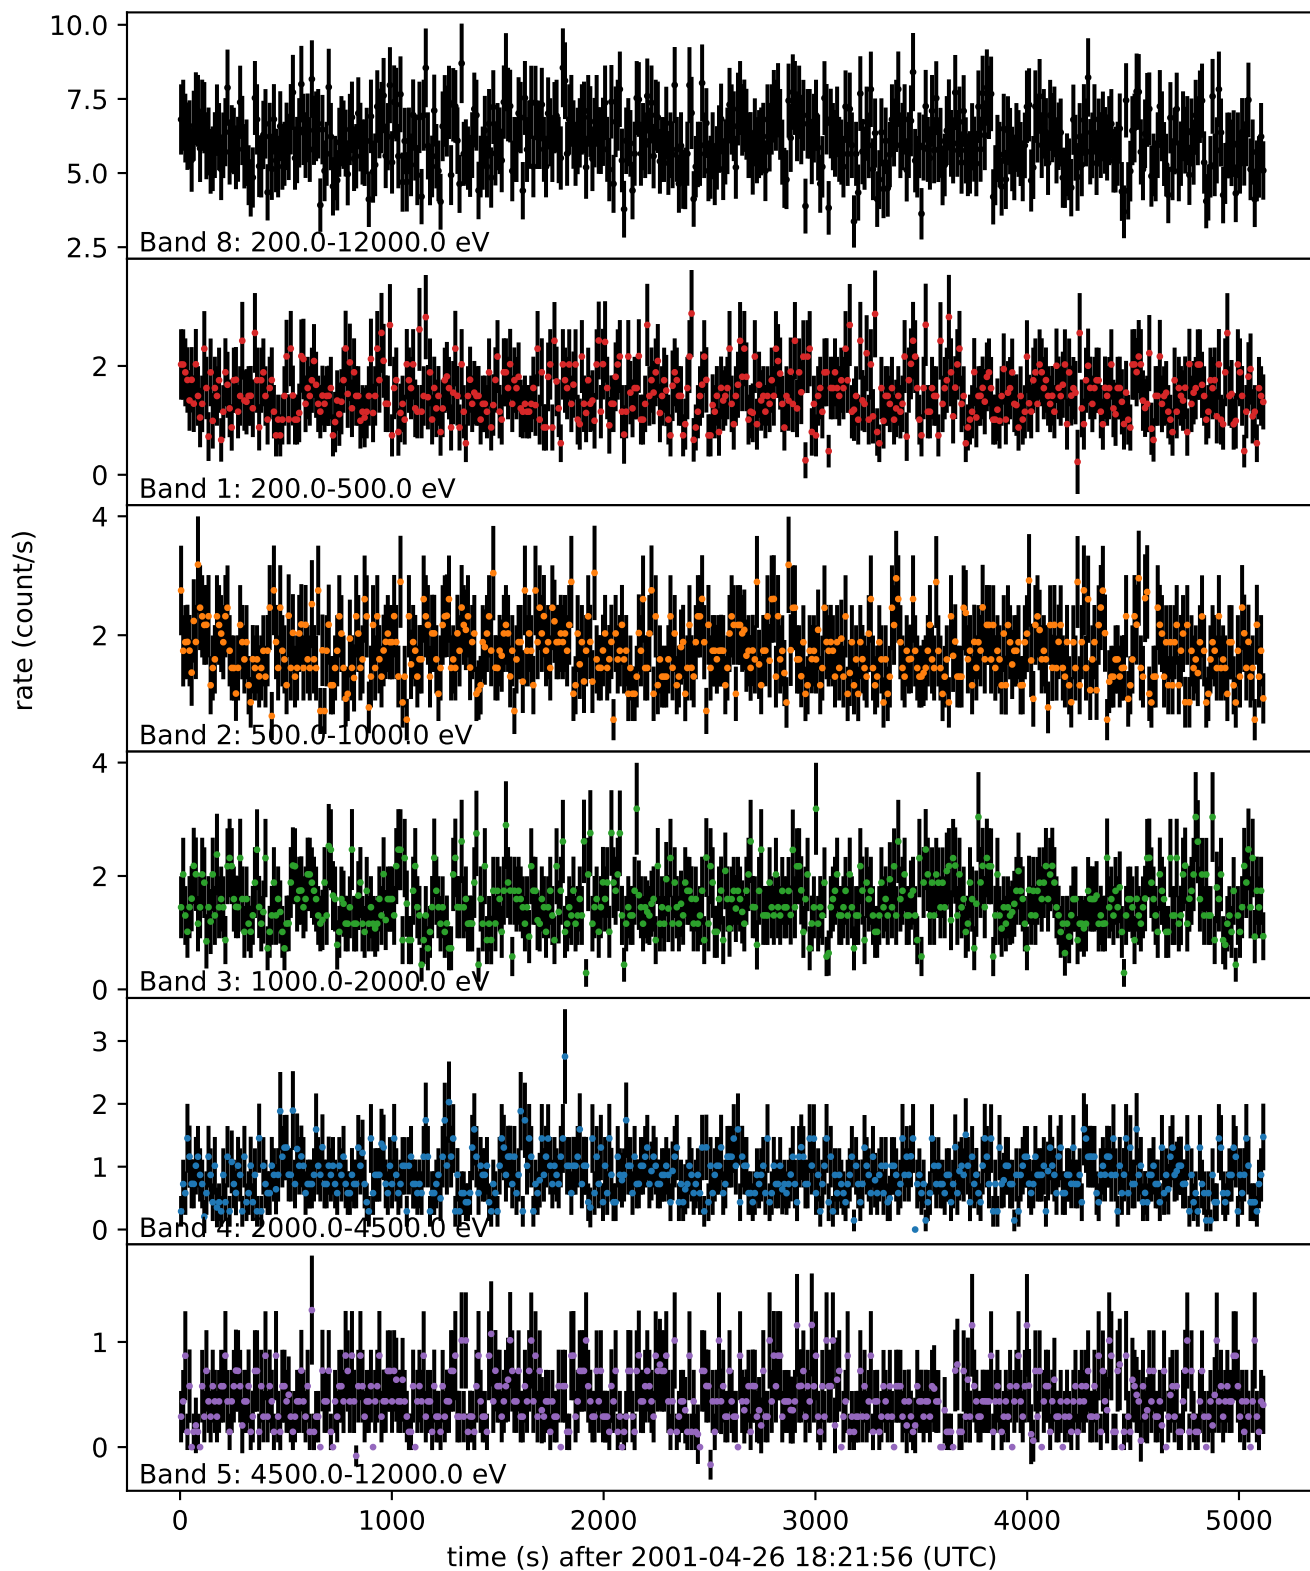 10.0
7.5
5.0
2.5
Band 8: 200.0-12000.0 eV
2
0
Band 1: 200.0-500.0 eV
rate (count/s)
4
2
Band 2: 500.0-1000.0 eV
4
2
0
Band 3: 1000.0-2000.0 eV
3
2
1
0
Band 4: 2000.0-4500.0 eV
1
0
Band 5: 4500.0-12000.0 eV
0 1000 2000 3000 4000 5000
time (s) after 2001-04-26 18:21:56 (UTC)